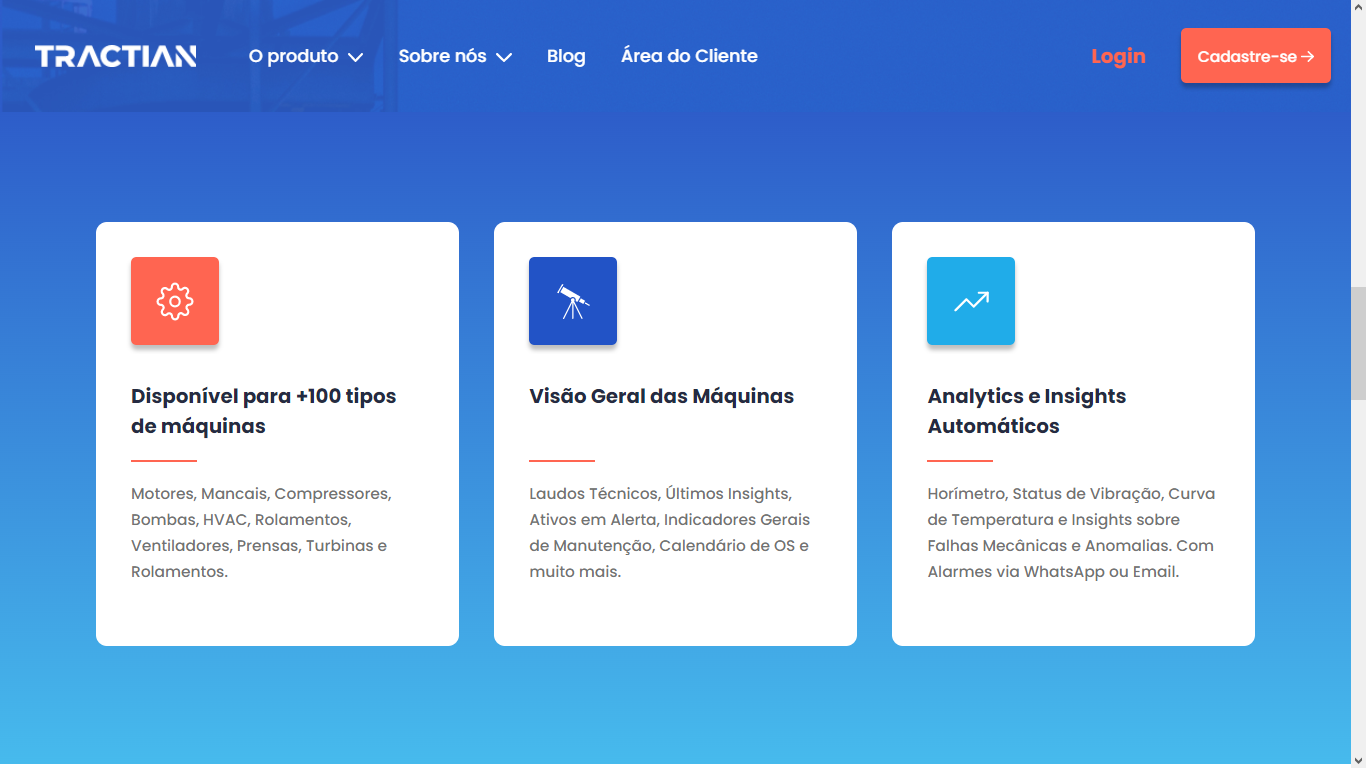 TRACTIAN
O produto
Sobre nós
Blog
Área do Cliente
Login
Cadastre-se →
Disponível para +100 tipos
de máquinas
Motores, Mancais, Compressores,
Bombas, HVAC, Rolamentos,
Ventiladores, Prensas, Turbinas e
Rolamentos.
Visão Geral das Máquinas
Laudos Técnicos, Últimos Insights,
Ativos em Alerta, Indicadores Gerais
de Manutenção, Calendário de OS e
muito mais.
Analytics e Insights
Automáticos
Horímetro, Status de Vibração, Curva
de Temperatura e Insights sobre
Falhas Mecânicas e Anomalias. Com
Alarmes via WhatsApp ou Email.